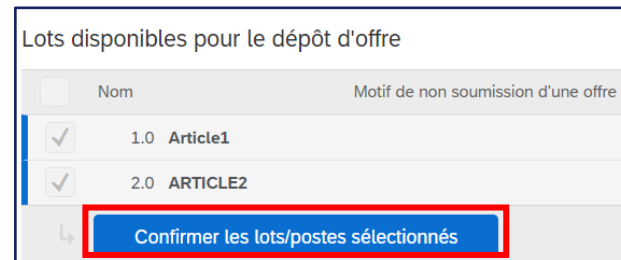 Lots disponibles pour le dépôt d'offre
Nom Motif de non soumission d'une offre
1.0 Article1
2.0 ARTICLE2
Confirmer les lots/postes sélectionnés